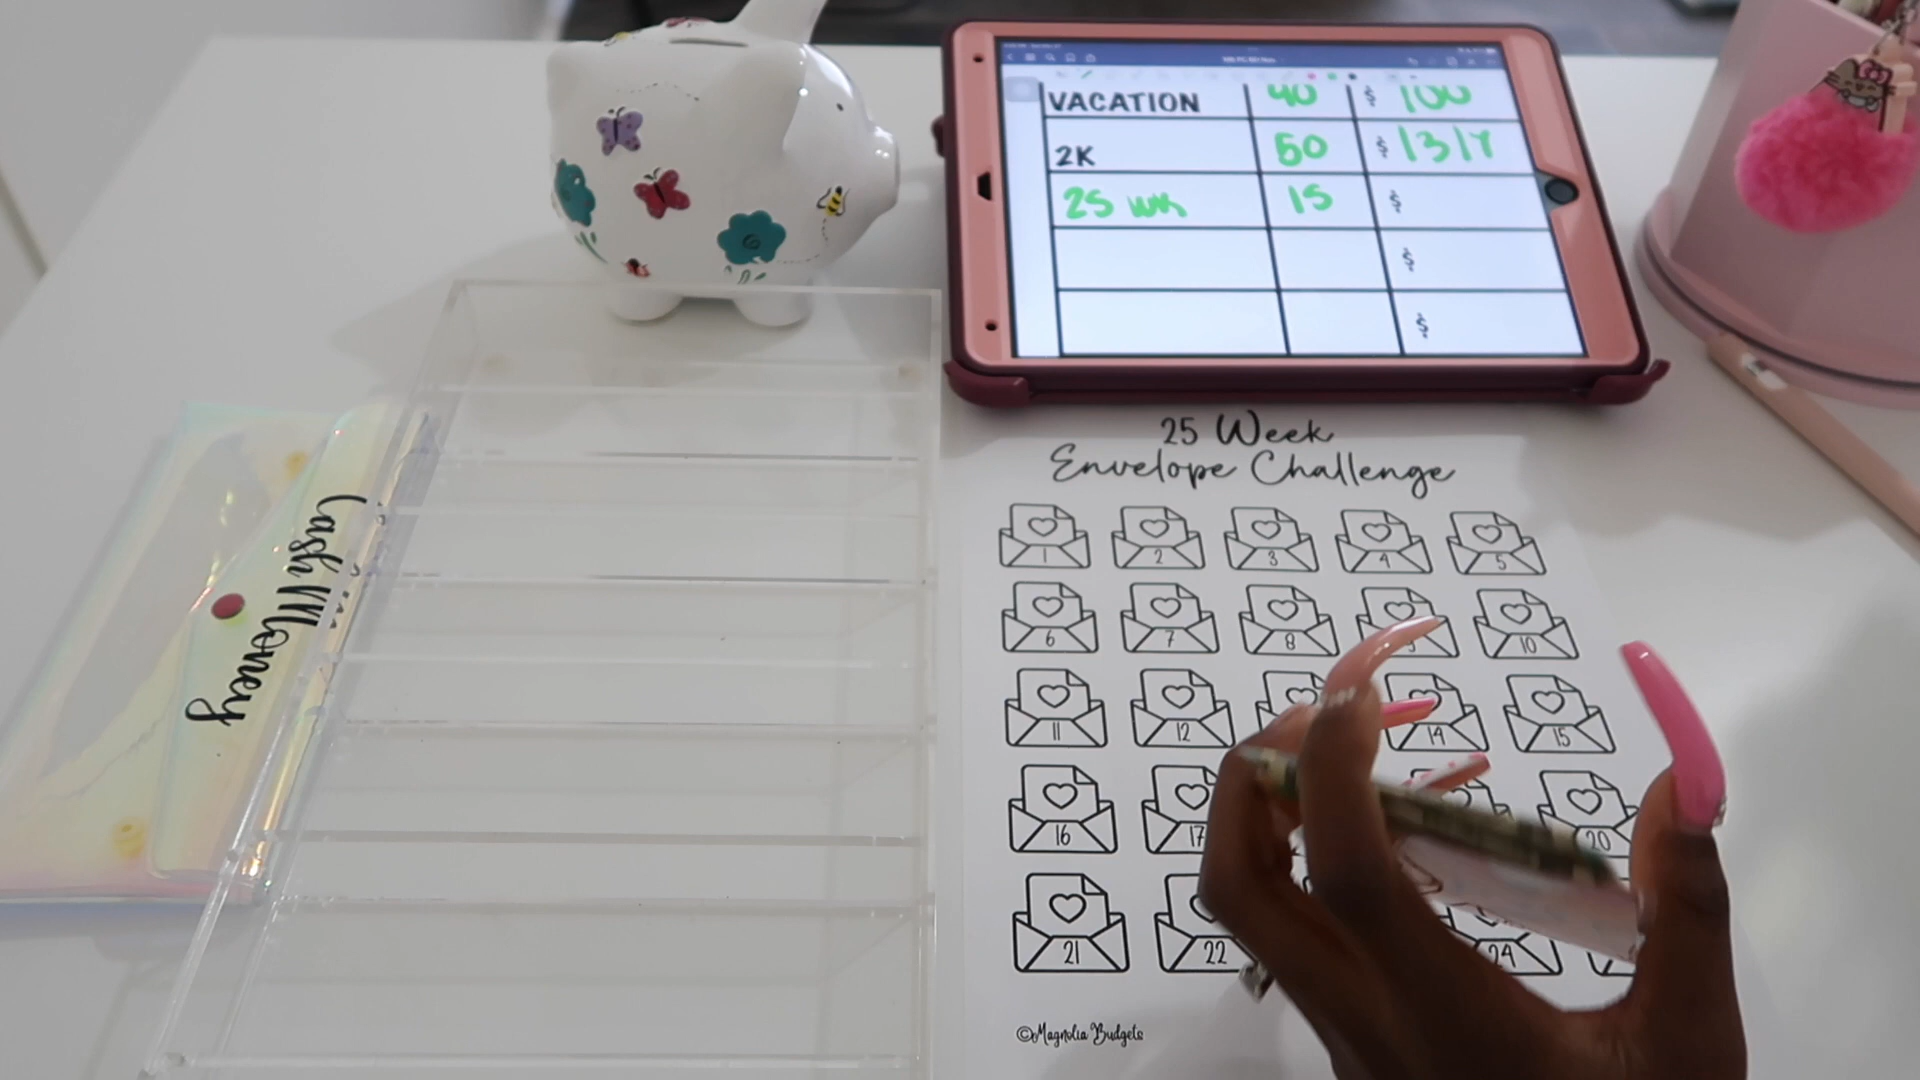 VACATION 40 $ 100
2K 50 $ 1317
25 wk 15 $
$
$
Cash Money
25 Week
Envelope Challenge
1 2 3 4 5
6 7 8 9 10
11 12 14 15
16 17 20
21 22 24
©Magnolia Budgets